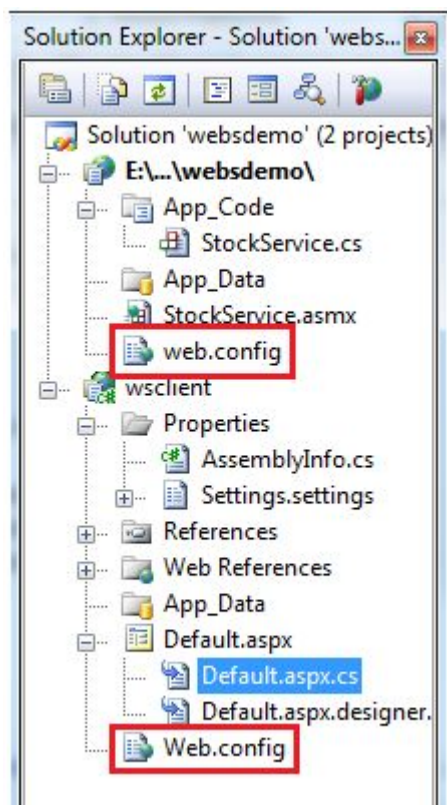 Solution Explorer - Solution 'webs...
Solution 'websdemo' (2 projects)
E:\...\websdemo\
App_Code
StockService.cs
App_Data
StockService.asmx
web.config
wsclient
Properties
AssemblyInfo.cs
Settings.settings
References
Web References
App_Data
Default.aspx
Default.aspx.cs
Default.aspx.designer.
Web.config